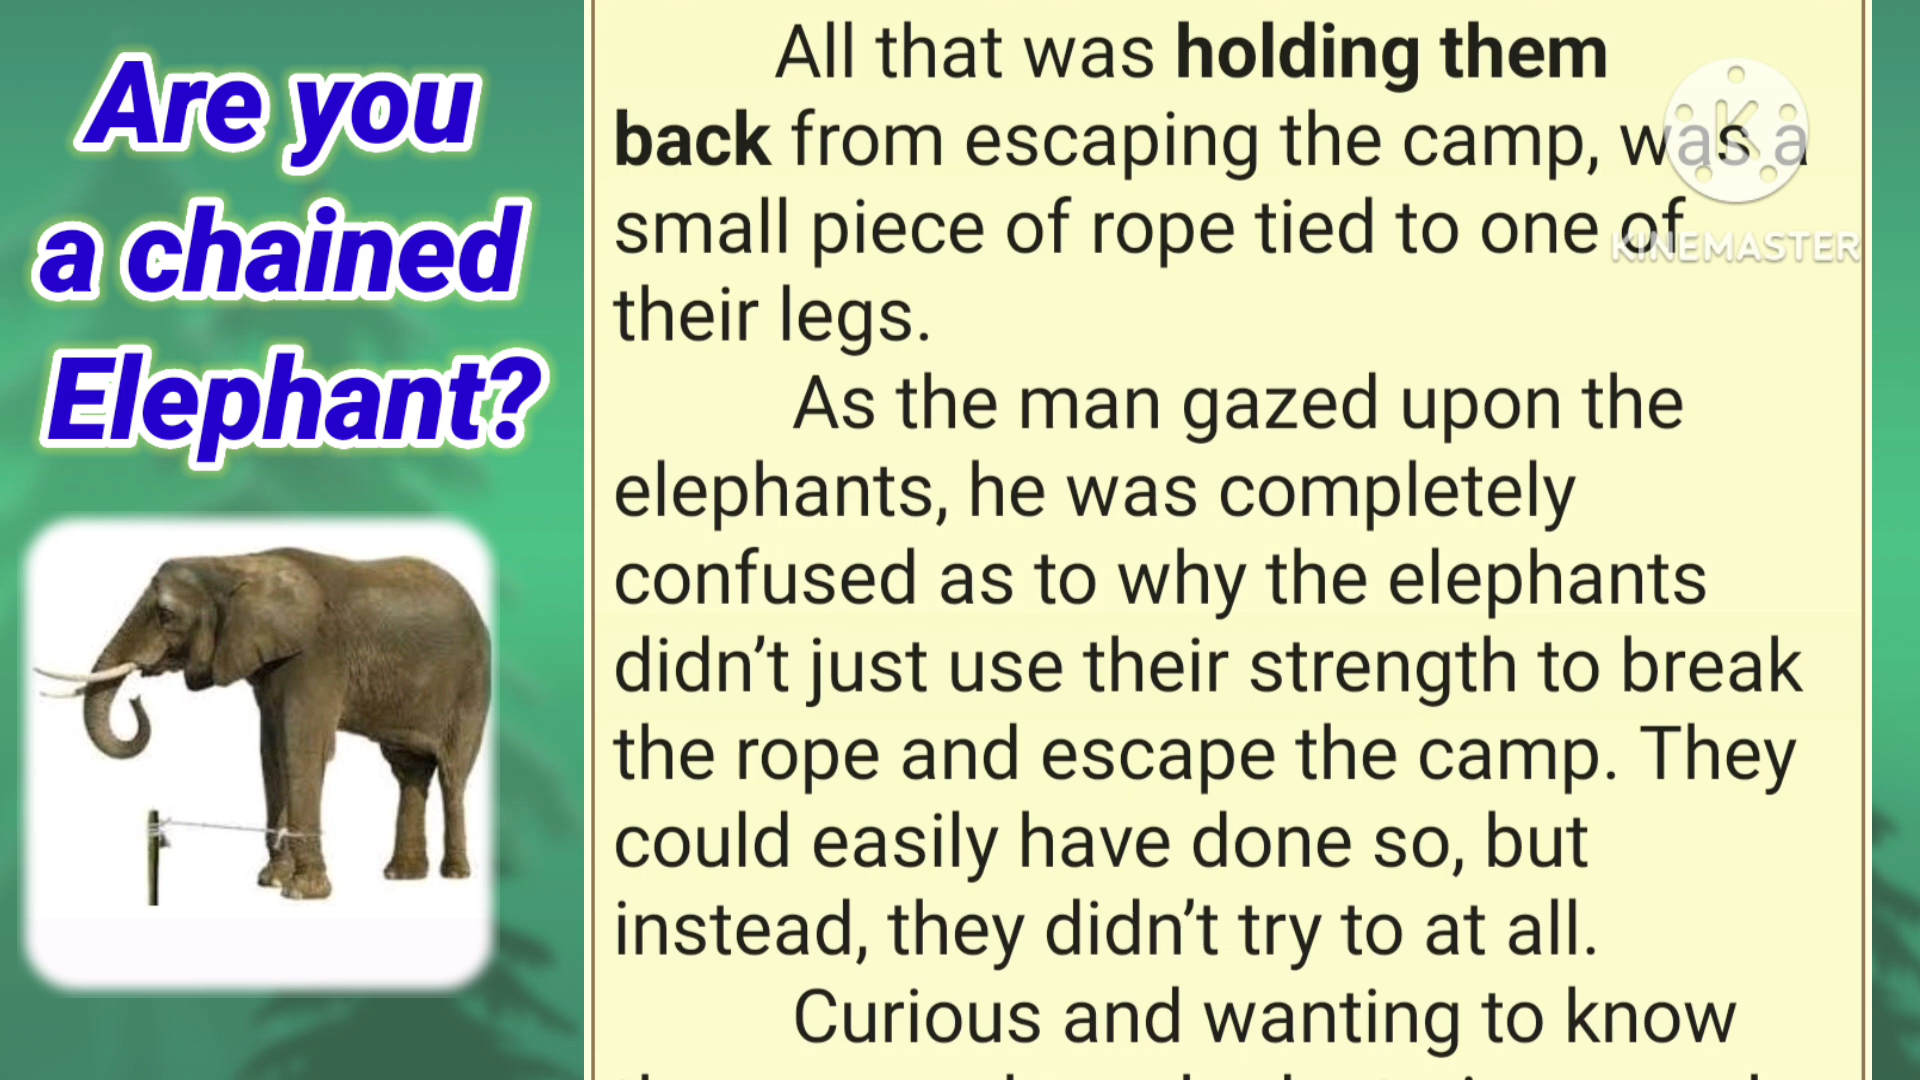 Are you
a chained
Elephant?
All that was holding them
back from escaping the camp, was a
small piece of rope tied to one of
their legs.
As the man gazed upon the
elephants, he was completely
confused as to why the elephants
didn’t just use their strength to break
the rope and escape the camp. They
could easily have done so, but
instead, they didn’t try to at all.
Curious and wanting to know
K
KINEMASTER